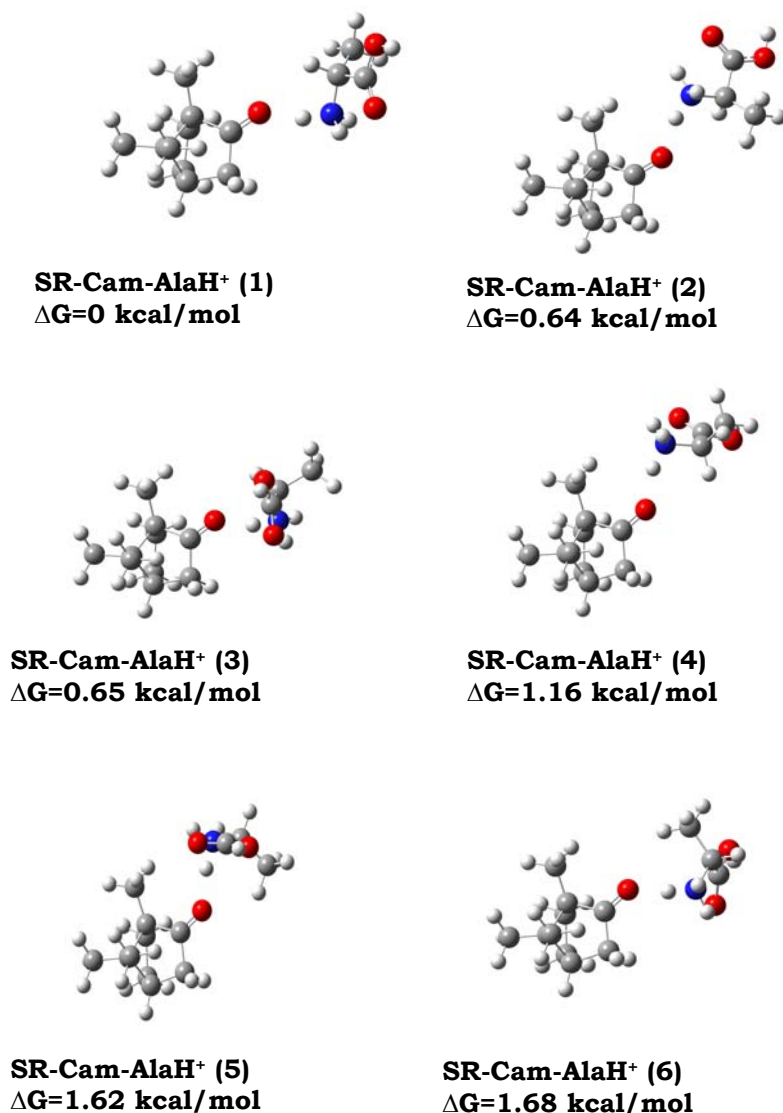 SR-Cam-AlaH⁺ (1)
ΔG=0 kcal/mol
SR-Cam-AlaH⁺ (2)
ΔG=0.64 kcal/mol
SR-Cam-AlaH⁺ (3)
ΔG=0.65 kcal/mol
SR-Cam-AlaH⁺ (4)
ΔG=1.16 kcal/mol
SR-Cam-AlaH⁺ (5)
ΔG=1.62 kcal/mol
SR-Cam-AlaH⁺ (6)
ΔG=1.68 kcal/mol